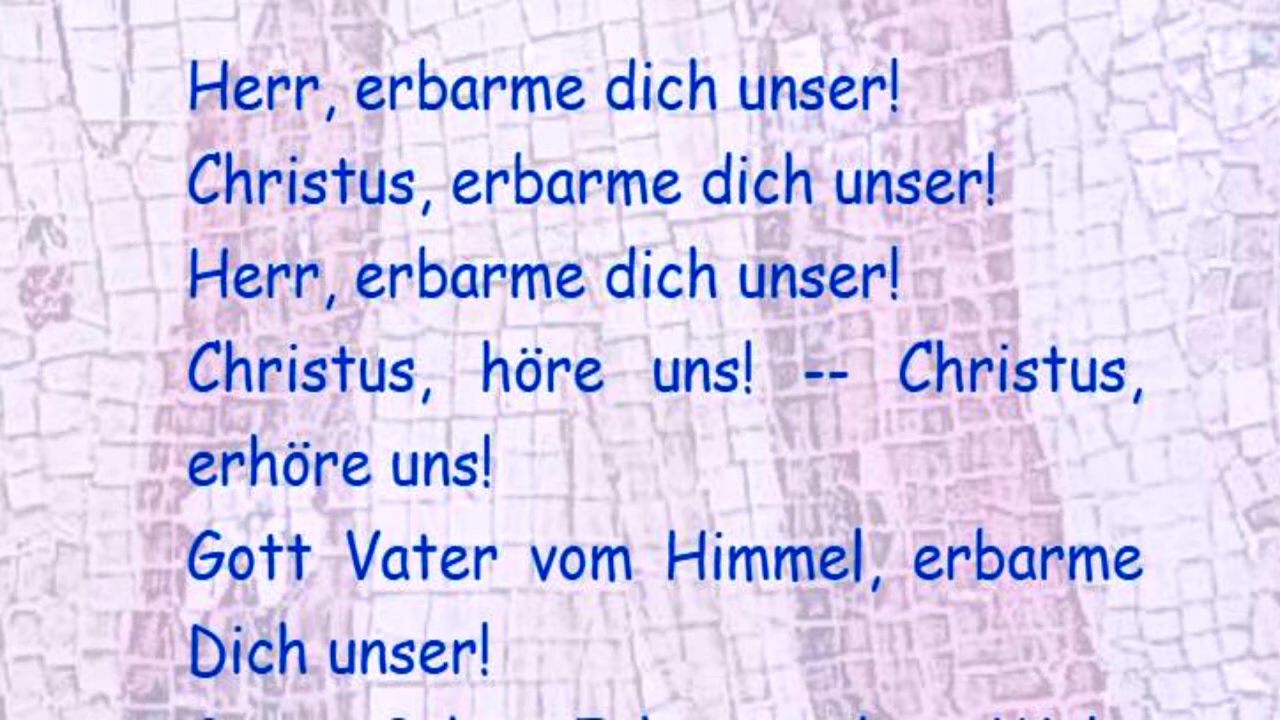 Herr, erbarme dich unser!
Christus, erbarme dich unser!
Herr, erbarme dich unser!
Christus, höre uns! -- Christus,
erhöre uns!
Gott Vater vom Himmel, erbarme
Dich unser!